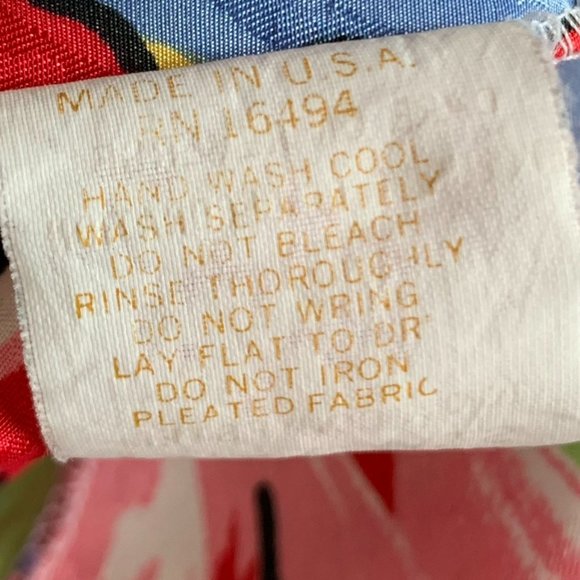 MADE IN U.S.A.
RN 16494
HAND WASH COOL
WASH SEPARATELY
DO NOT BLEACH
RINSE THOROUGHLY
DO NOT WRING
LAY FLAT TO DR
DO NOT IRON
PLEATED FABRIC